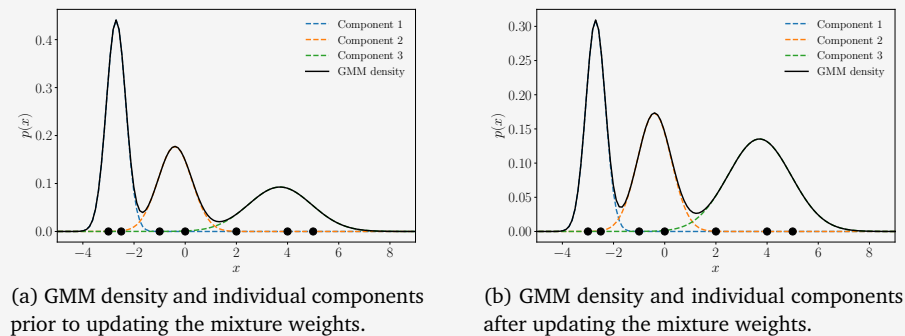 0.4
0.3
0.2
0.1
0.0
p(x)
−4 −2 0 2 4 6 8
x
Component 1
Component 2
Component 3
GMM density
0.30
0.25
0.20
0.15
0.10
0.05
0.00
p(x)
−4 −2 0 2 4 6 8
x
Component 1
Component 2
Component 3
GMM density
(a) GMM density and individual components
prior to updating the mixture weights.
(b) GMM density and individual components
after updating the mixture weights.